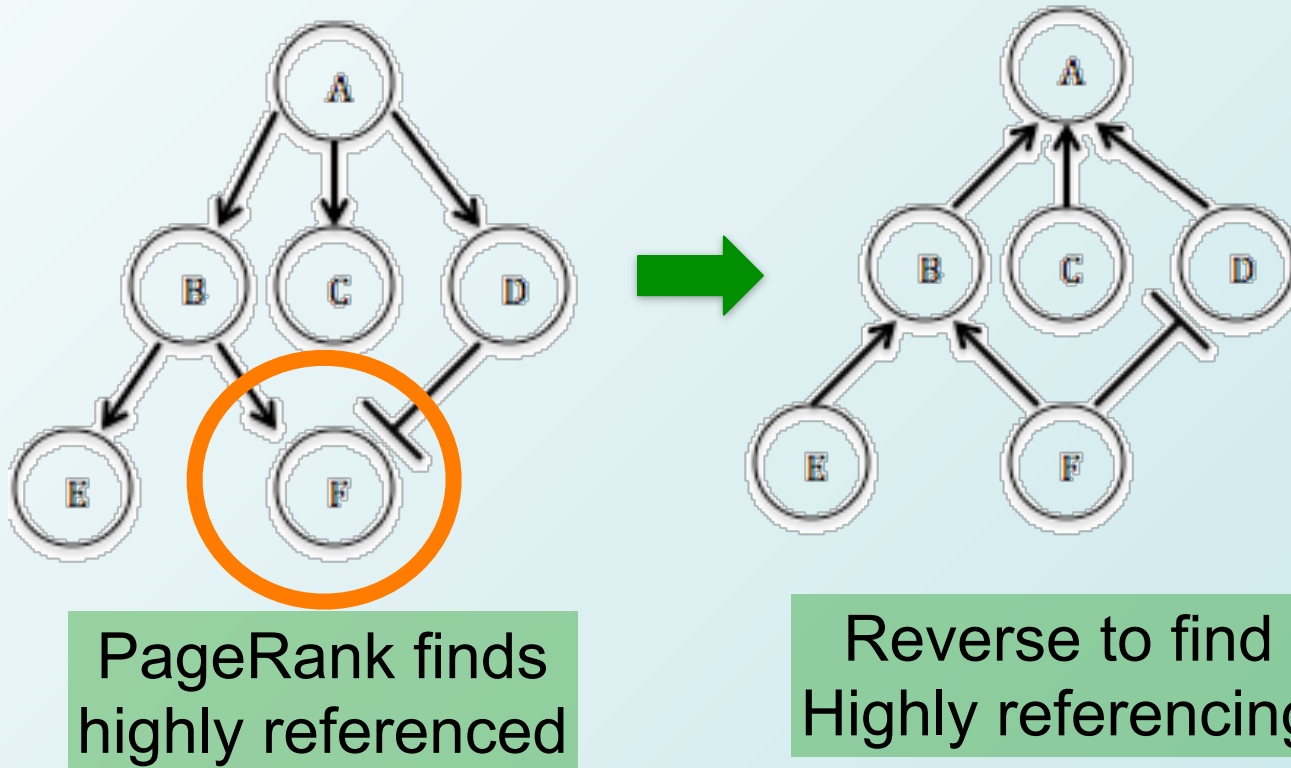 A
B C D
E F
PageRank finds
highly referenced
A
B C D
E F
Reverse to find
Highly referencing